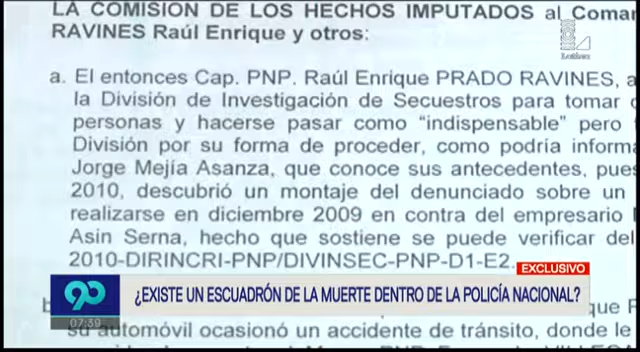 LA COMISION DE LOS HECHOS IMPUTADOS al Coma
RAVINES Raúl Enrique y otros:
Latina
a. El entonces Cap. PNP. Raúl Enrique PRADO RAVINES, a
la División de Investigación de Secuestros para tomar
personas y hacerse pasar como “indispensable” pero
División por su forma de proceder, como podría informa
Jorge Mejía Asanza, que conoce sus antecedentes, pues
2010, descubrió un montaje del denunciado sobre un
realizarse en diciembre 2009 en contra del empresario
Asin Serna, hecho que sostiene se puede verificar del
2010-DIRINCRI-PNP/DIVINSEC-PNP-D1-E2.
EXCLUSIVO
90
¿EXISTE UN ESCUADRÓN DE LA MUERTE DENTRO DE LA POLICÍA NACIONAL?
07:39
b
que
su automóvil ocasionó un accidente de tránsito, donde le